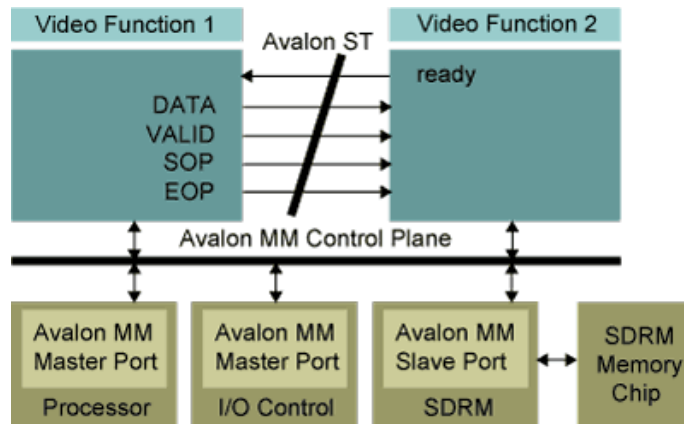 Video Function 1
Avalon ST
Video Function 2
ready
DATA
VALID
SOP
EOP
Avalon MM Control Plane
Avalon MM
Master Port
Processor
Avalon MM
Master Port
I/O Control
Avalon MM
Slave Port
SDRM
SDRM
Memory
Chip